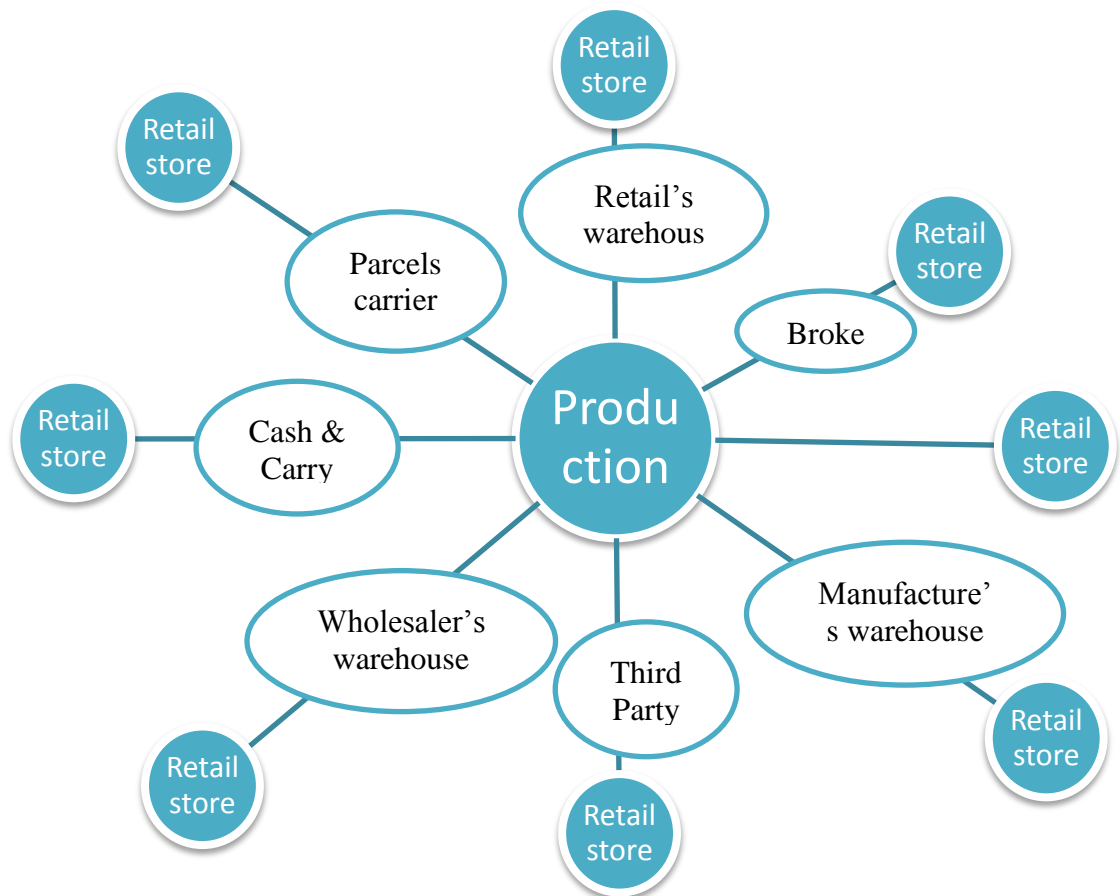 Retail
store
Retail
store
Retail's
warehous
Retail
store
Parcels
carrier
Broke
Retail
store
Cash &
Carry
Produ
ction
Retail
store
Wholesaler’s
warehouse
Third
Party
Manufacture’
s warehouse
Retail
store
Retail
store
Retail
store